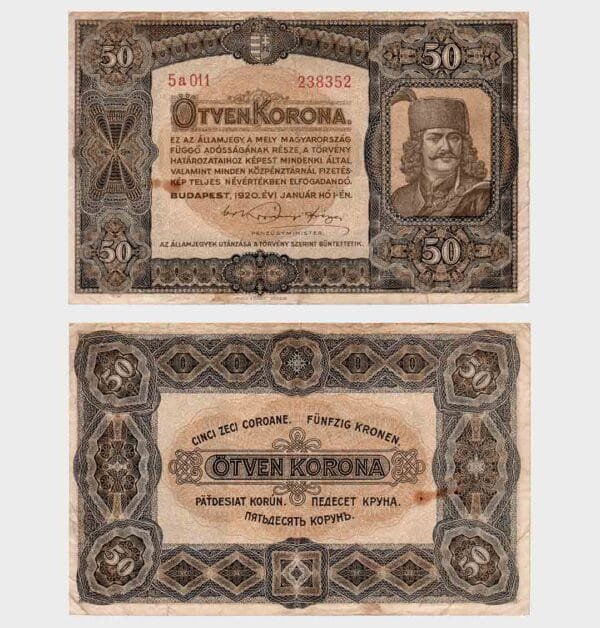 50 50
5 a 011 238352
ÖTVEN KORONA.
EZ AZ ÁLLAMJEGY, A MELY MAGYARORSZÁG
FÜGGŐ ADÓSSÁGÁNAK RÉSZE, A TÖRVÉNY
HATÁROZATAIHOZ KÉPEST MINDENKI ÁLTAL
VALAMINT MINDEN KÖZPÉNZTÁRNÁL FIZETÉS-
KÉP TELJES NÉVÉRTÉKBEN ELFOGADANDÓ.
BUDAPEST, 1920. ÉVI JANUÁR HÓ 1-ÉN.
PÉNZÜGYMINISTER.
50 50
AZ ÁLLAMJEGYEK UTÁNZÁSA A TÖRVÉNY SZERINT BÜNTETTETIK.
50 50
CINCI ZECI COROANE. FÜNFZIG KRONEN.
ÖTVEN KORONA
PÄŤDESIAT KORÚN. ПЕДЕСЕТ КРУНА.
ПЯТЬДЕСЯТЬ КОРУНЪ.
50 50